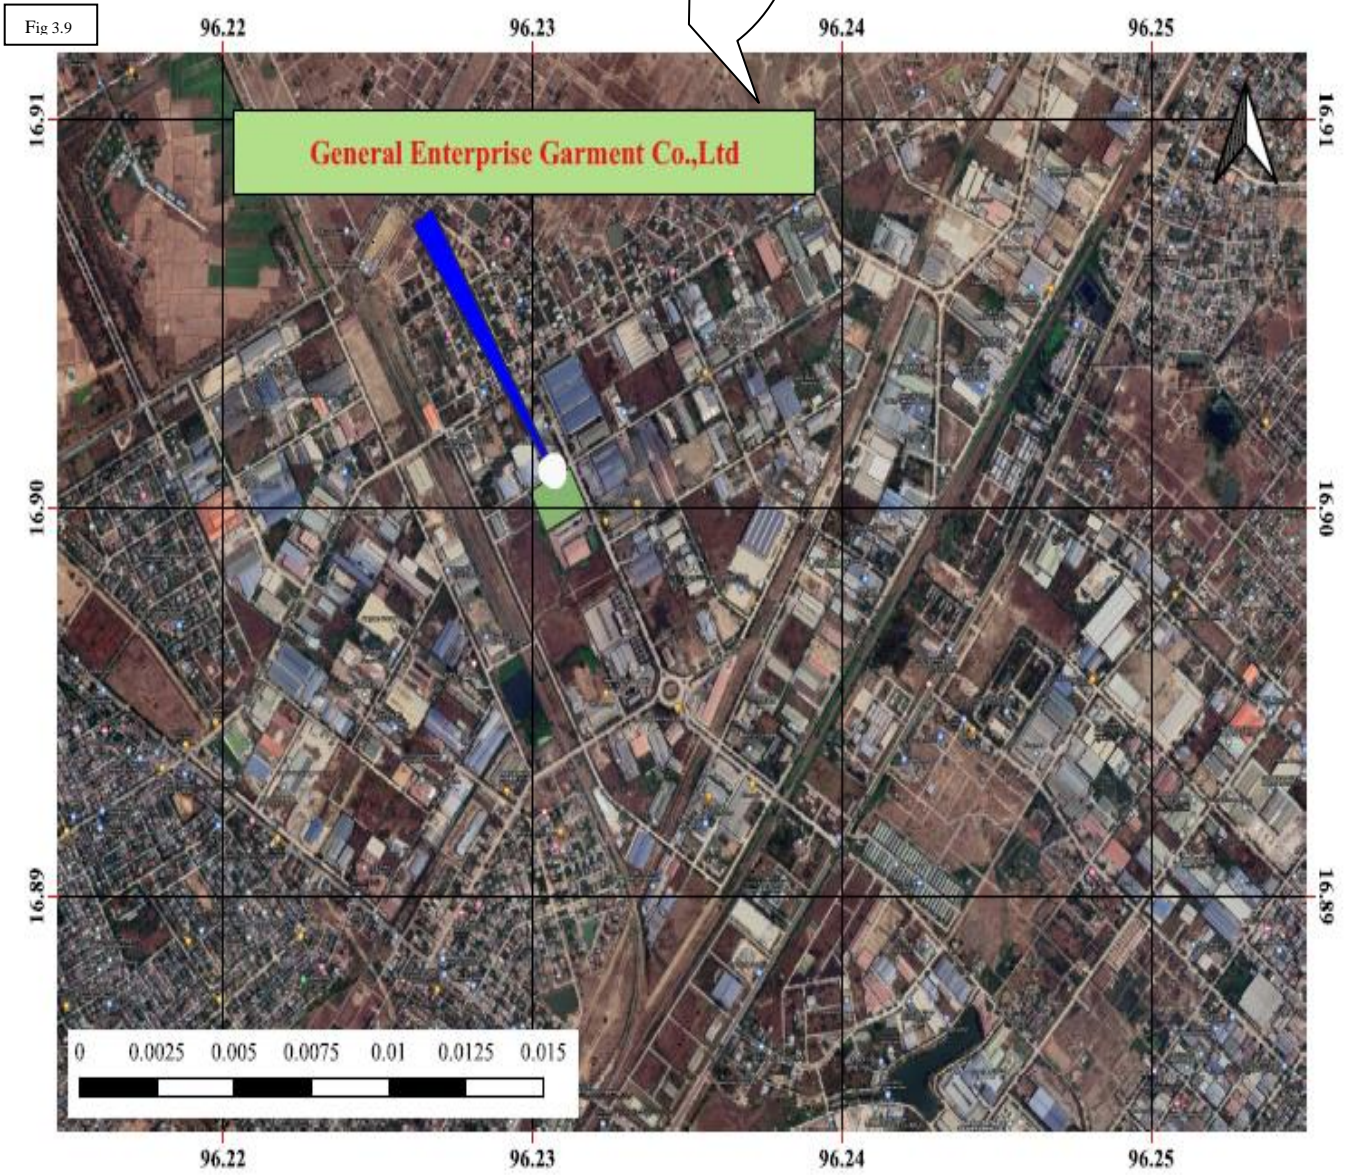 Fig 3.9
96.22 96.23 96.24 96.25
16.91 16.91
General Enterprise Garment Co.,Ltd
16.90 16.90
16.89 16.89
0 0.0025 0.005 0.0075 0.01 0.0125 0.015
96.22 96.23 96.24 96.25